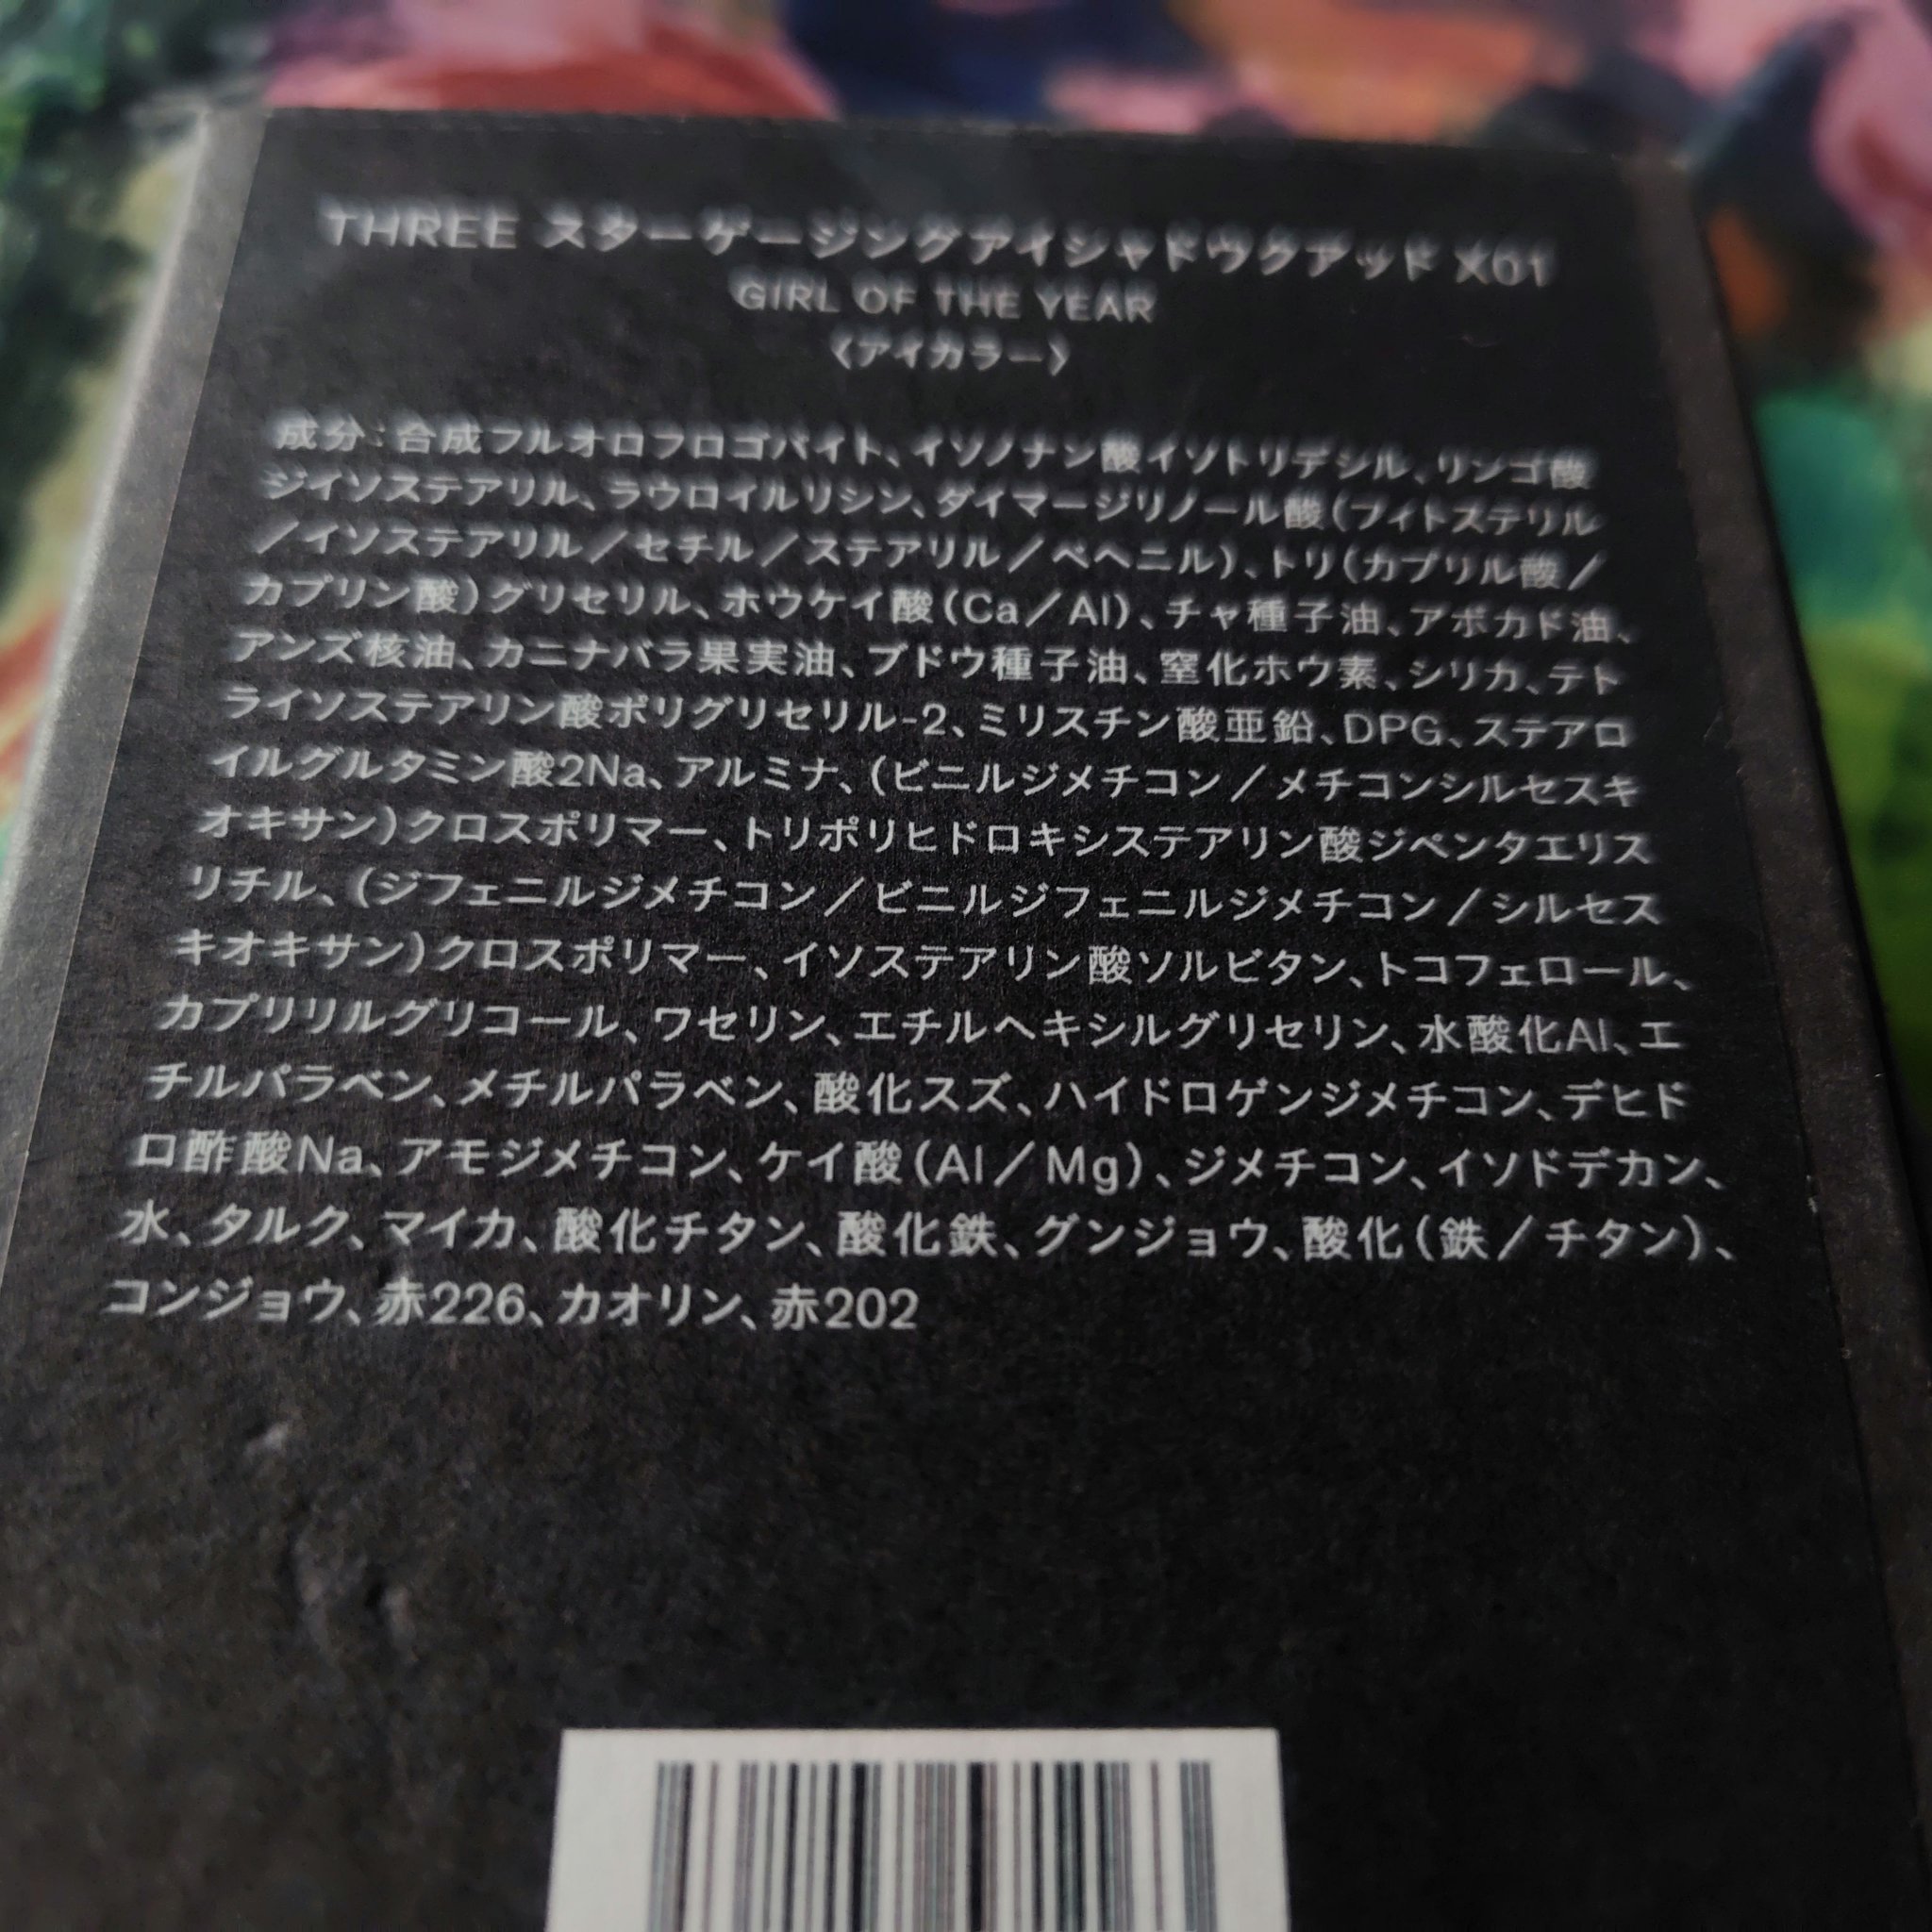 THREE スターゲージングアイシャドウクアッド X01
GIRL OF THE YEAR
〈アイカラー〉
成分：合成フルオロフロゴパイト、イソノナン酸イソトリデシル、リンゴ酸
ジイソステアリル、ラウロイルリシン、ダイマージリノール酸（フィトステリル
／イソステアリル／セチル／ステアリル／ベヘニル）、トリ（カプリル酸／
カプリン酸）グリセリル、ホウケイ酸（Ca／Al）、チャ種子油、アボカド油、
アンズ核油、カニナバラ果実油、ブドウ種子油、窒化ホウ素、シリカ、テト
ライソステアリン酸ポリグリセリル-2、ミリスチン酸亜鉛、DPG、ステアロ
イルグルタミン酸2Na、アルミナ、（ビニルジメチコン／メチコンシルセスキ
オキサン）クロスポリマー、トリポリヒドロキシステアリン酸ジペンタエリス
リチル、（ジフェニルジメチコン／ビニルジフェニルジメチコン／シルセス
キオキサン）クロスポリマー、イソステアリン酸ソルビタン、トコフェロール、
カプリリルグリコール、ワセリン、エチルヘキシルグリセリン、水酸化Al、エ
チルパラベン、メチルパラベン、酸化スズ、ハイドロゲンジメチコン、デヒド
ロ酢酸Na、アモジメチコン、ケイ酸（Al／Mg）、ジメチコン、イソドデカン、
水、タルク、マイカ、酸化チタン、酸化鉄、グンジョウ、酸化（鉄／チタン）、
コンジョウ、赤226、カオリン、赤202